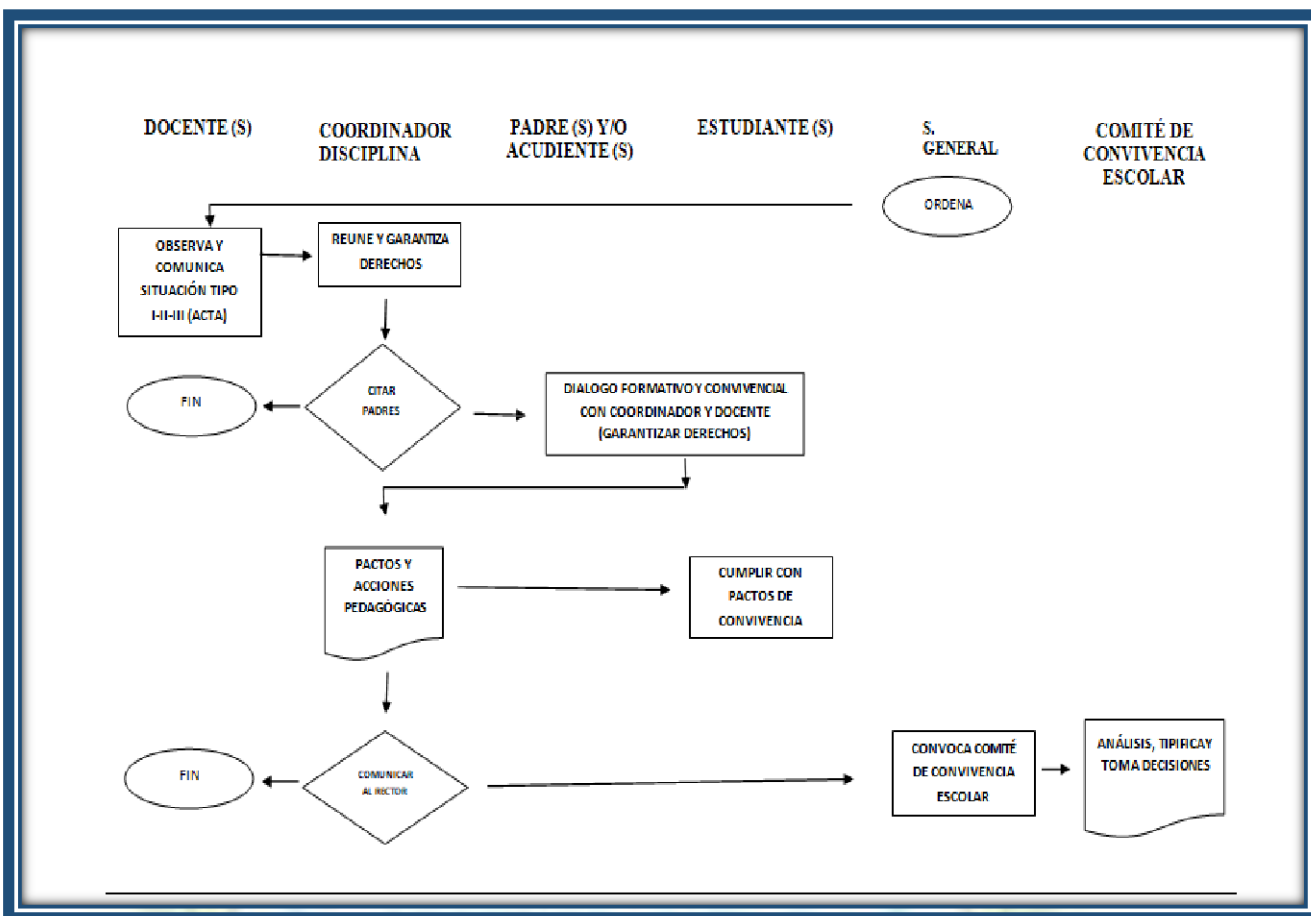 DOCENTE (S)
COORDINADOR
DISCIPLINA
PADRE (S) Y/O
ACUDIENTE (S)
ESTUDIANTE (S)
S.
GENERAL
COMITÉ DE
CONVIVENCIA
ESCOLAR
ORDENA
OBSERVA Y
COMUNICA
SITUACIÓN TIPO
I-II-III (ACTA)
REUNE Y GARANTIZA
DERECHOS
FIN
CITAR
PADRES
DIALOGO FORMATIVO Y CONVIVENCIAL
CON COORDINADOR Y DOCENTE
(GARANTIZAR DERECHOS)
PACTOS Y
ACCIONES
PEDAGÓGICAS
CUMPLIR CON
PACTOS DE
CONVIVENCIA
FIN
COMUNICAR
AL RECTOR
CONVOCA COMITÉ
DE CONVIVENCIA
ESCOLAR
ANÁLISIS, TIPIFICAY
TOMA DECISIONES